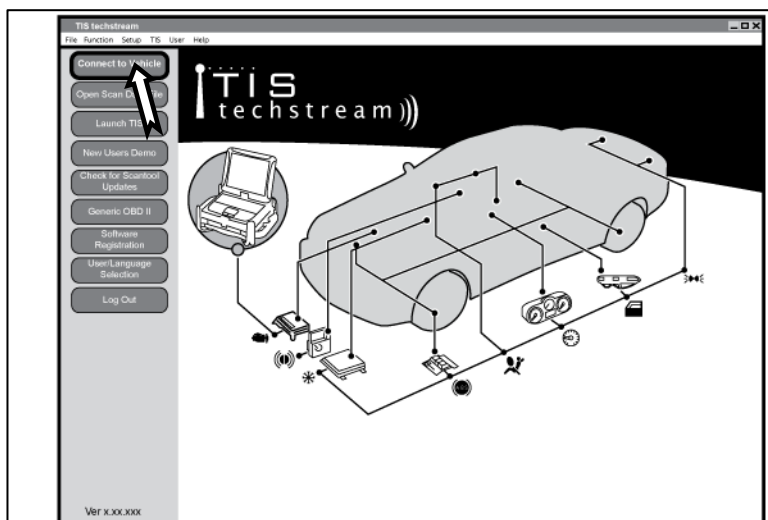 TIS techstream
File Function Setup TIS User Help
Connect to Vehicle
Open Scan File
Launch TIS
New Users Demo
Check for Scantool
Updates
Generic OBD II
Software
Registration
User/Language
Selection
Log Out
TIS
techstream
ABS
Ver x.xx.xxx